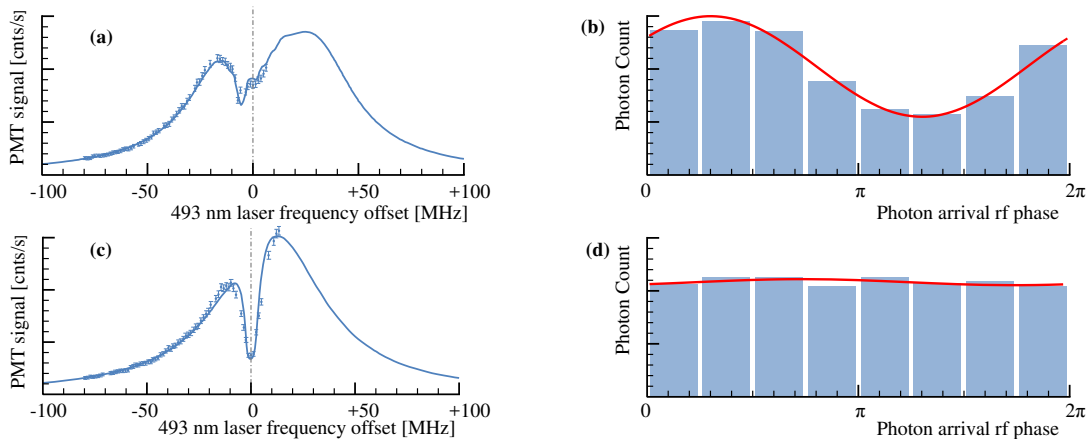 (a)
PMT signal [cnts/s]
-100 -50 0 +50 +100
493 nm laser frequency offset [MHz]
(b)
Photon Count
0 π 2π
Photon arrival rf phase
(c)
PMT signal [cnts/s]
-100 -50 0 +50 +100
493 nm laser frequency offset [MHz]
(d)
Photon Count
0 π 2π
Photon arrival rf phase